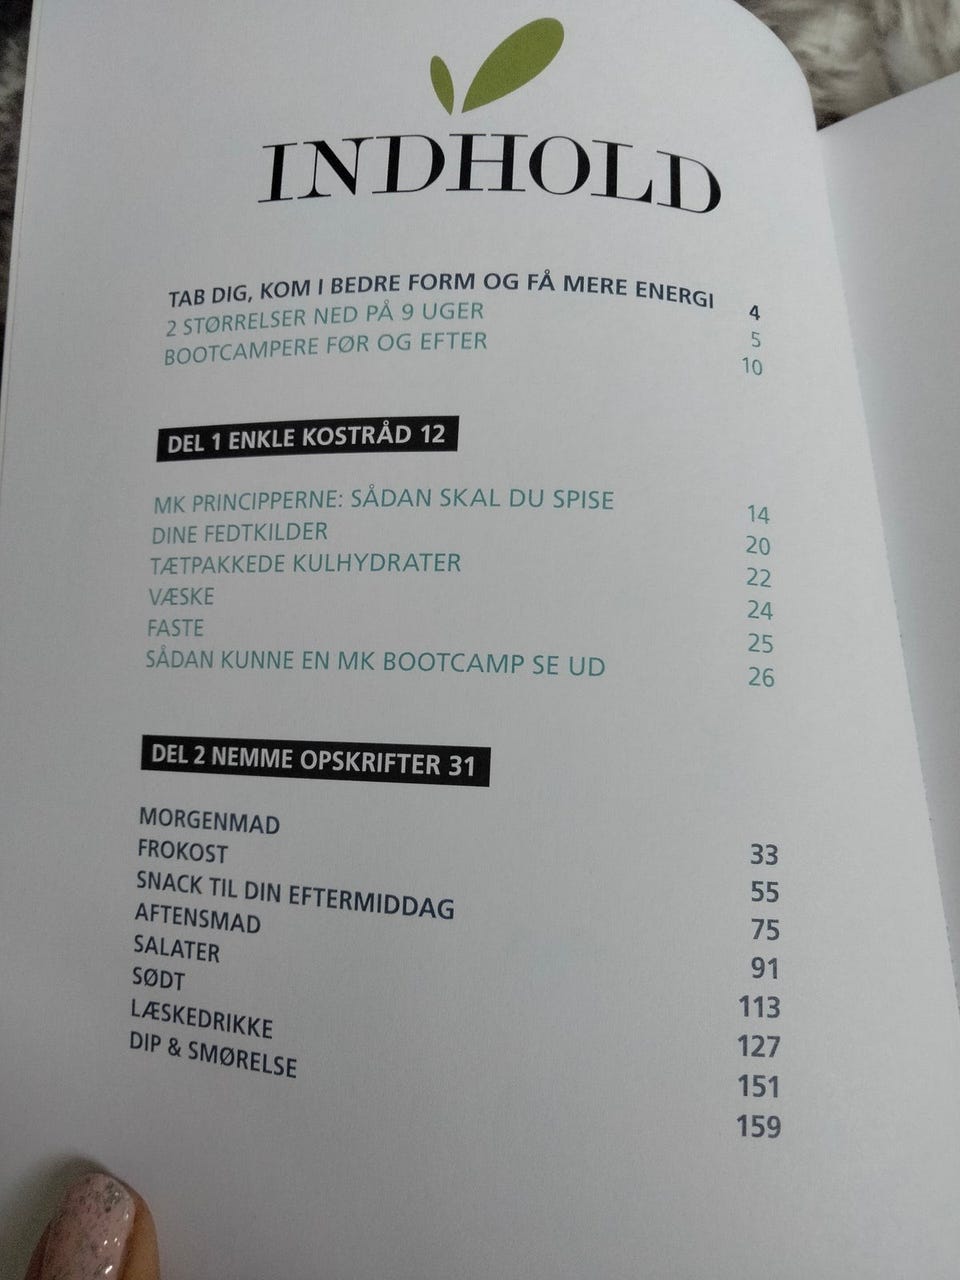 INDHOLD
TAB DIG, KOM I BEDRE FORM OG FÅ MERE ENERGI 4
2 STØRRELSER NED PÅ 9 UGER 5
BOOTCAMPERE FØR OG EFTER 10
DEL 1 ENKLE KOSTRÅD 12
MK PRINCIPPERNE: SÅDAN SKAL DU SPISE 14
DINE FEDTKILDER 20
TÆTPAKKEDE KULHYDRATER 22
VÆSKE 24
FASTE 25
SÅDAN KUNNE EN MK BOOTCAMP SE UD 26
DEL 2 NEMME OPSKRIFTER 31
MORGENMAD 33
FROKOST 55
SNACK TIL DIN EFTERMIDDAG 75
AFTENSMAD 91
SALATER 113
SØDT 127
LÆSKEDRIKKE 151
DIP & SMØRELSE 159